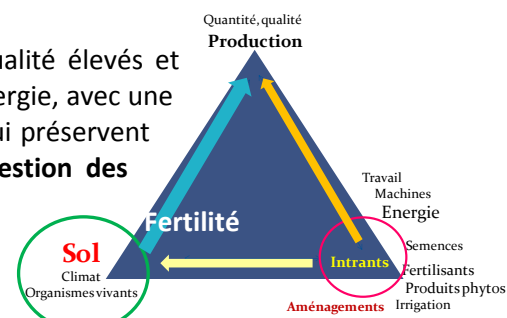 Quantité, qualité
Production
ualité élevés et
ergie, avec une
ui préservent
estion des
Travail
Machines
Energie
Fertilité
Sol
Climat
Organismes vivants
Intrants
Semences
Fertilisants
Produits phytos
Aménagements Irrigation